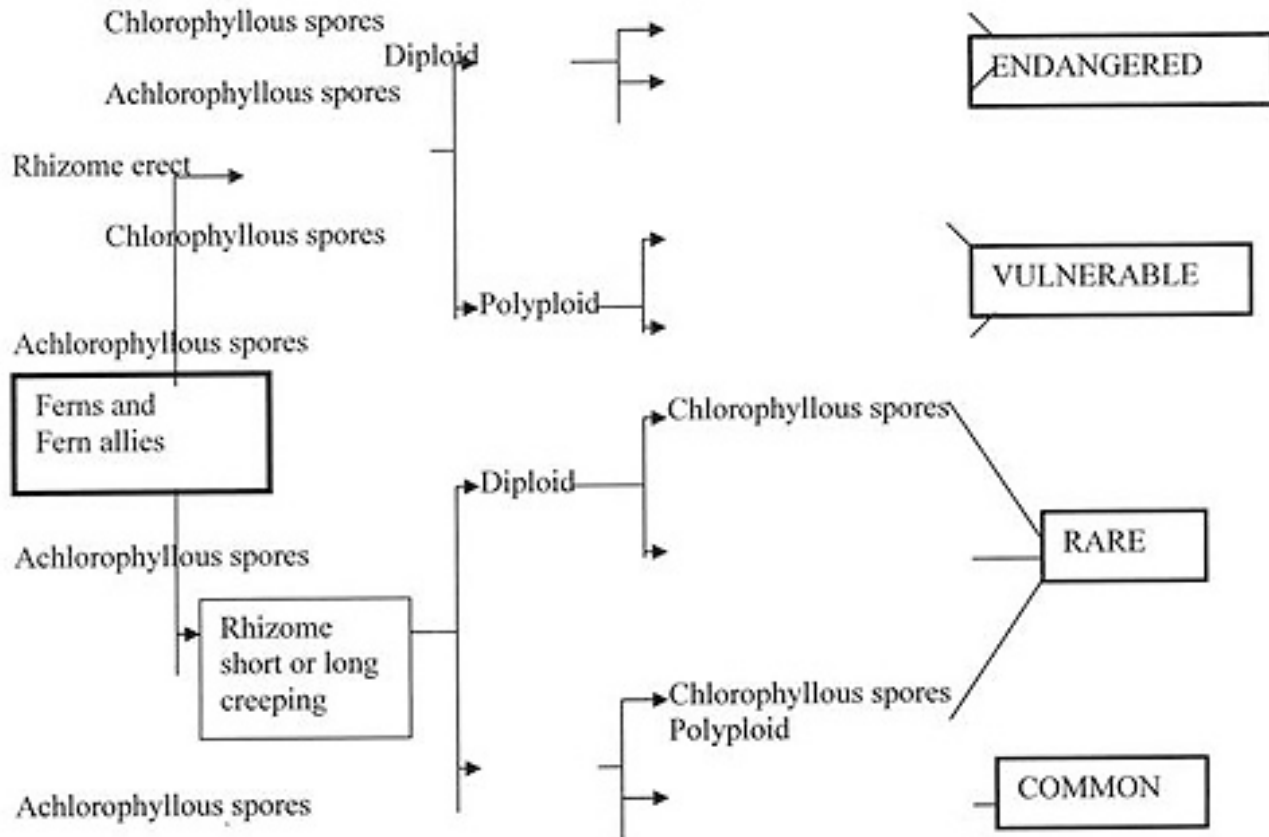 Chlorophyllous spores
Diploid
ENDANGERED
Achlorophyllous spores
Rhizome erect
Chlorophyllous spores
VULNERABLE
Polyploid
Achlorophyllous spores
Ferns and
Fern allies
Chlorophyllous spores
Diploid
RARE
Achlorophyllous spores
Rhizome
short or long
creeping
Chlorophyllous spores
Polyploid
COMMON
Achlorophyllous spores